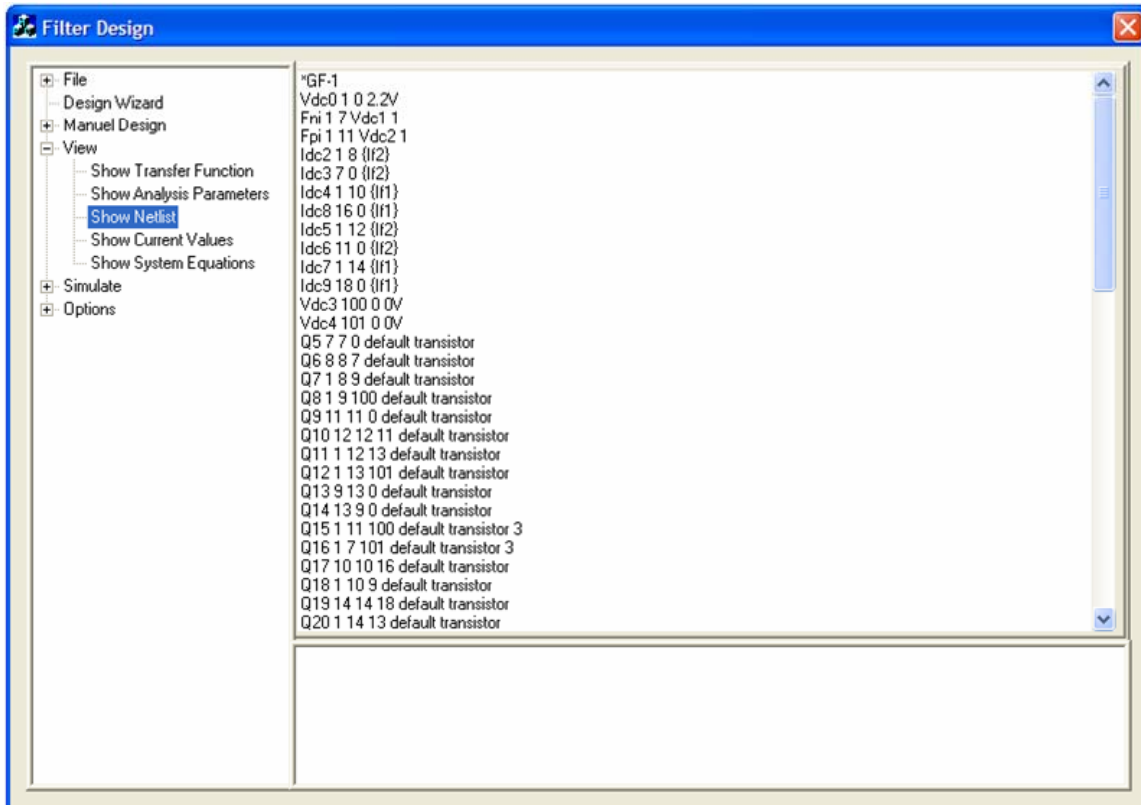 Filter Design
File
Design Wizard
Manuel Design
View
Show Transfer Function
Show Analysis Parameters
Show Netlist
Show Current Values
Show System Equations
Simulate
Options
*GF-1
Vdc0 1 0 2.2V
Fni 1 7 Vdc1 1
Fpi 1 11 Vdc2 1
Idc2 1 8 {If2}
Idc3 7 0 {If2}
Idc4 1 10 {If1}
Idc8 16 0 {If1}
Idc5 1 12 {If2}
Idc6 11 0 {If2}
Idc7 1 14 {If1}
Idc9 18 0 {If1}
Vdc3 100 0 0V
Vdc4 101 0 0V
Q5 7 7 0 default transistor
Q6 8 8 7 default transistor
Q7 1 8 9 default transistor
Q8 1 9 100 default transistor
Q9 11 11 0 default transistor
Q10 12 12 11 default transistor
Q11 1 12 13 default transistor
Q12 1 13 101 default transistor
Q13 9 13 0 default transistor
Q14 13 9 0 default transistor
Q15 1 11 100 default transistor 3
Q16 1 7 101 default transistor 3
Q17 10 10 16 default transistor
Q18 1 10 9 default transistor
Q19 14 14 18 default transistor
Q20 1 14 13 default transistor